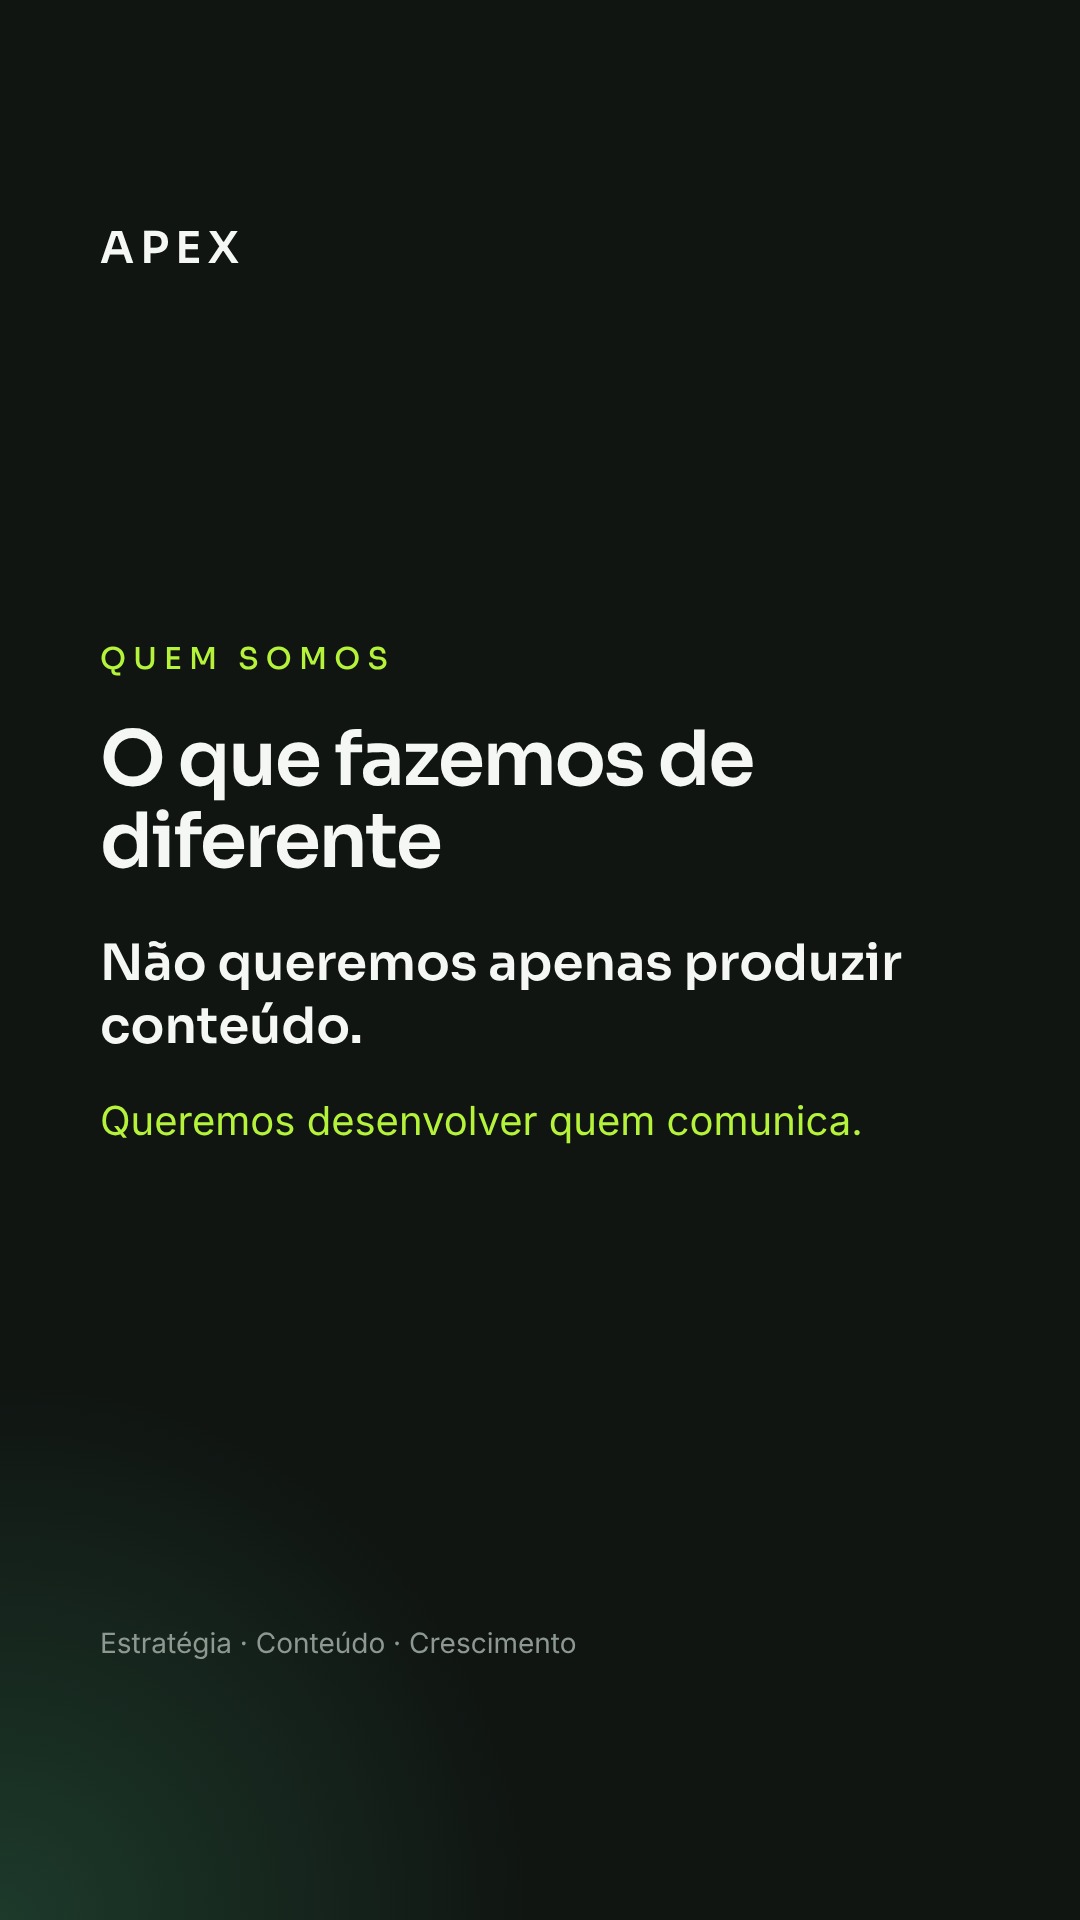 APEX
QUEM SOMOS
O que fazemos de
diferente
Não queremos apenas produzir
conteúdo.
Queremos desenvolver quem comunica.
Estratégia · Conteúdo · Crescimento